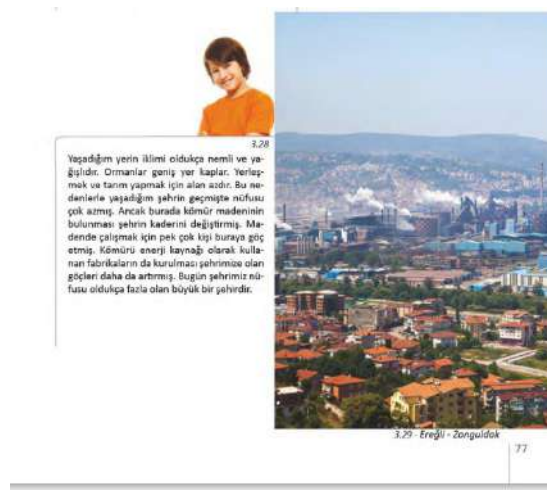 3.28
Yaşadığım yerin iklimi oldukça nemli ve ya-
ğışlıdır. Ormanlar geniş yer kaplar. Yerleş-
mek ve tarım yapmak için alan azdır. Bu ne-
denlerle yaşadığım şehrin geçmişte nüfusu
çok azmış. Ancak burada kömür madeninin
bulunması şehrin kaderini değiştirmiş. Ma-
dende çalışmak için pek çok kişi buraya göç
etmiş. Kömürü enerji kaynağı olarak kulla-
nan fabrikaların da kurulması şehrimize olan
göçleri daha da artırmış. Bugün şehrimiz nü-
fusu oldukça fazla olan büyük bir şehirdir.
3.29 - Ereğli - Zonguldak
77